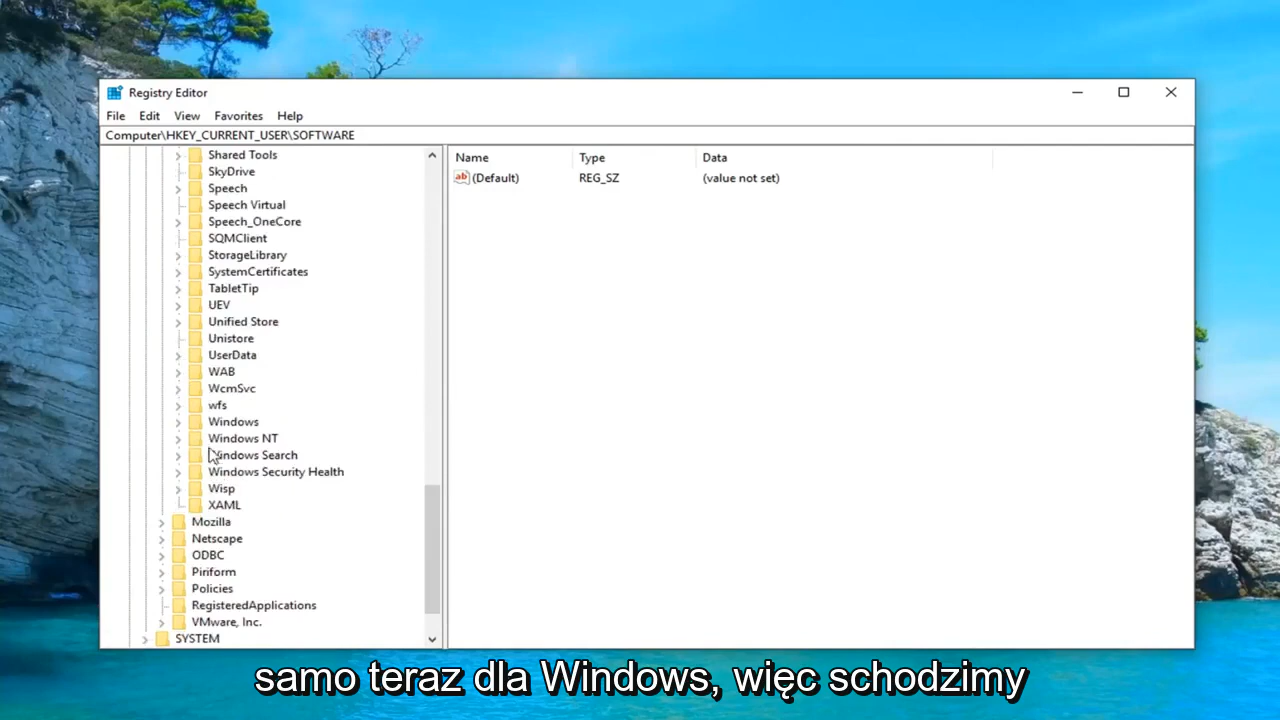 Registry Editor
File Edit View Favorites Help
Computer\HKEY_CURRENT_USER\SOFTWARE
Shared Tools
SkyDrive
Speech
Speech Virtual
Speech_OneCore
SQMClient
StorageLibrary
SystemCertificates
TabletTip
UEV
Unified Store
Unistore
UserData
WAB
WcmSvc
wfs
Windows
Windows NT
Windows Search
Windows Security Health
Wisp
XAML
Mozilla
Netscape
ODBC
Piriform
Policies
RegisteredApplications
VMware, Inc.
SYSTEM
Name Type Data
ab (Default) REG_SZ (value not set)
samo teraz dla Windows, więc schodzimy